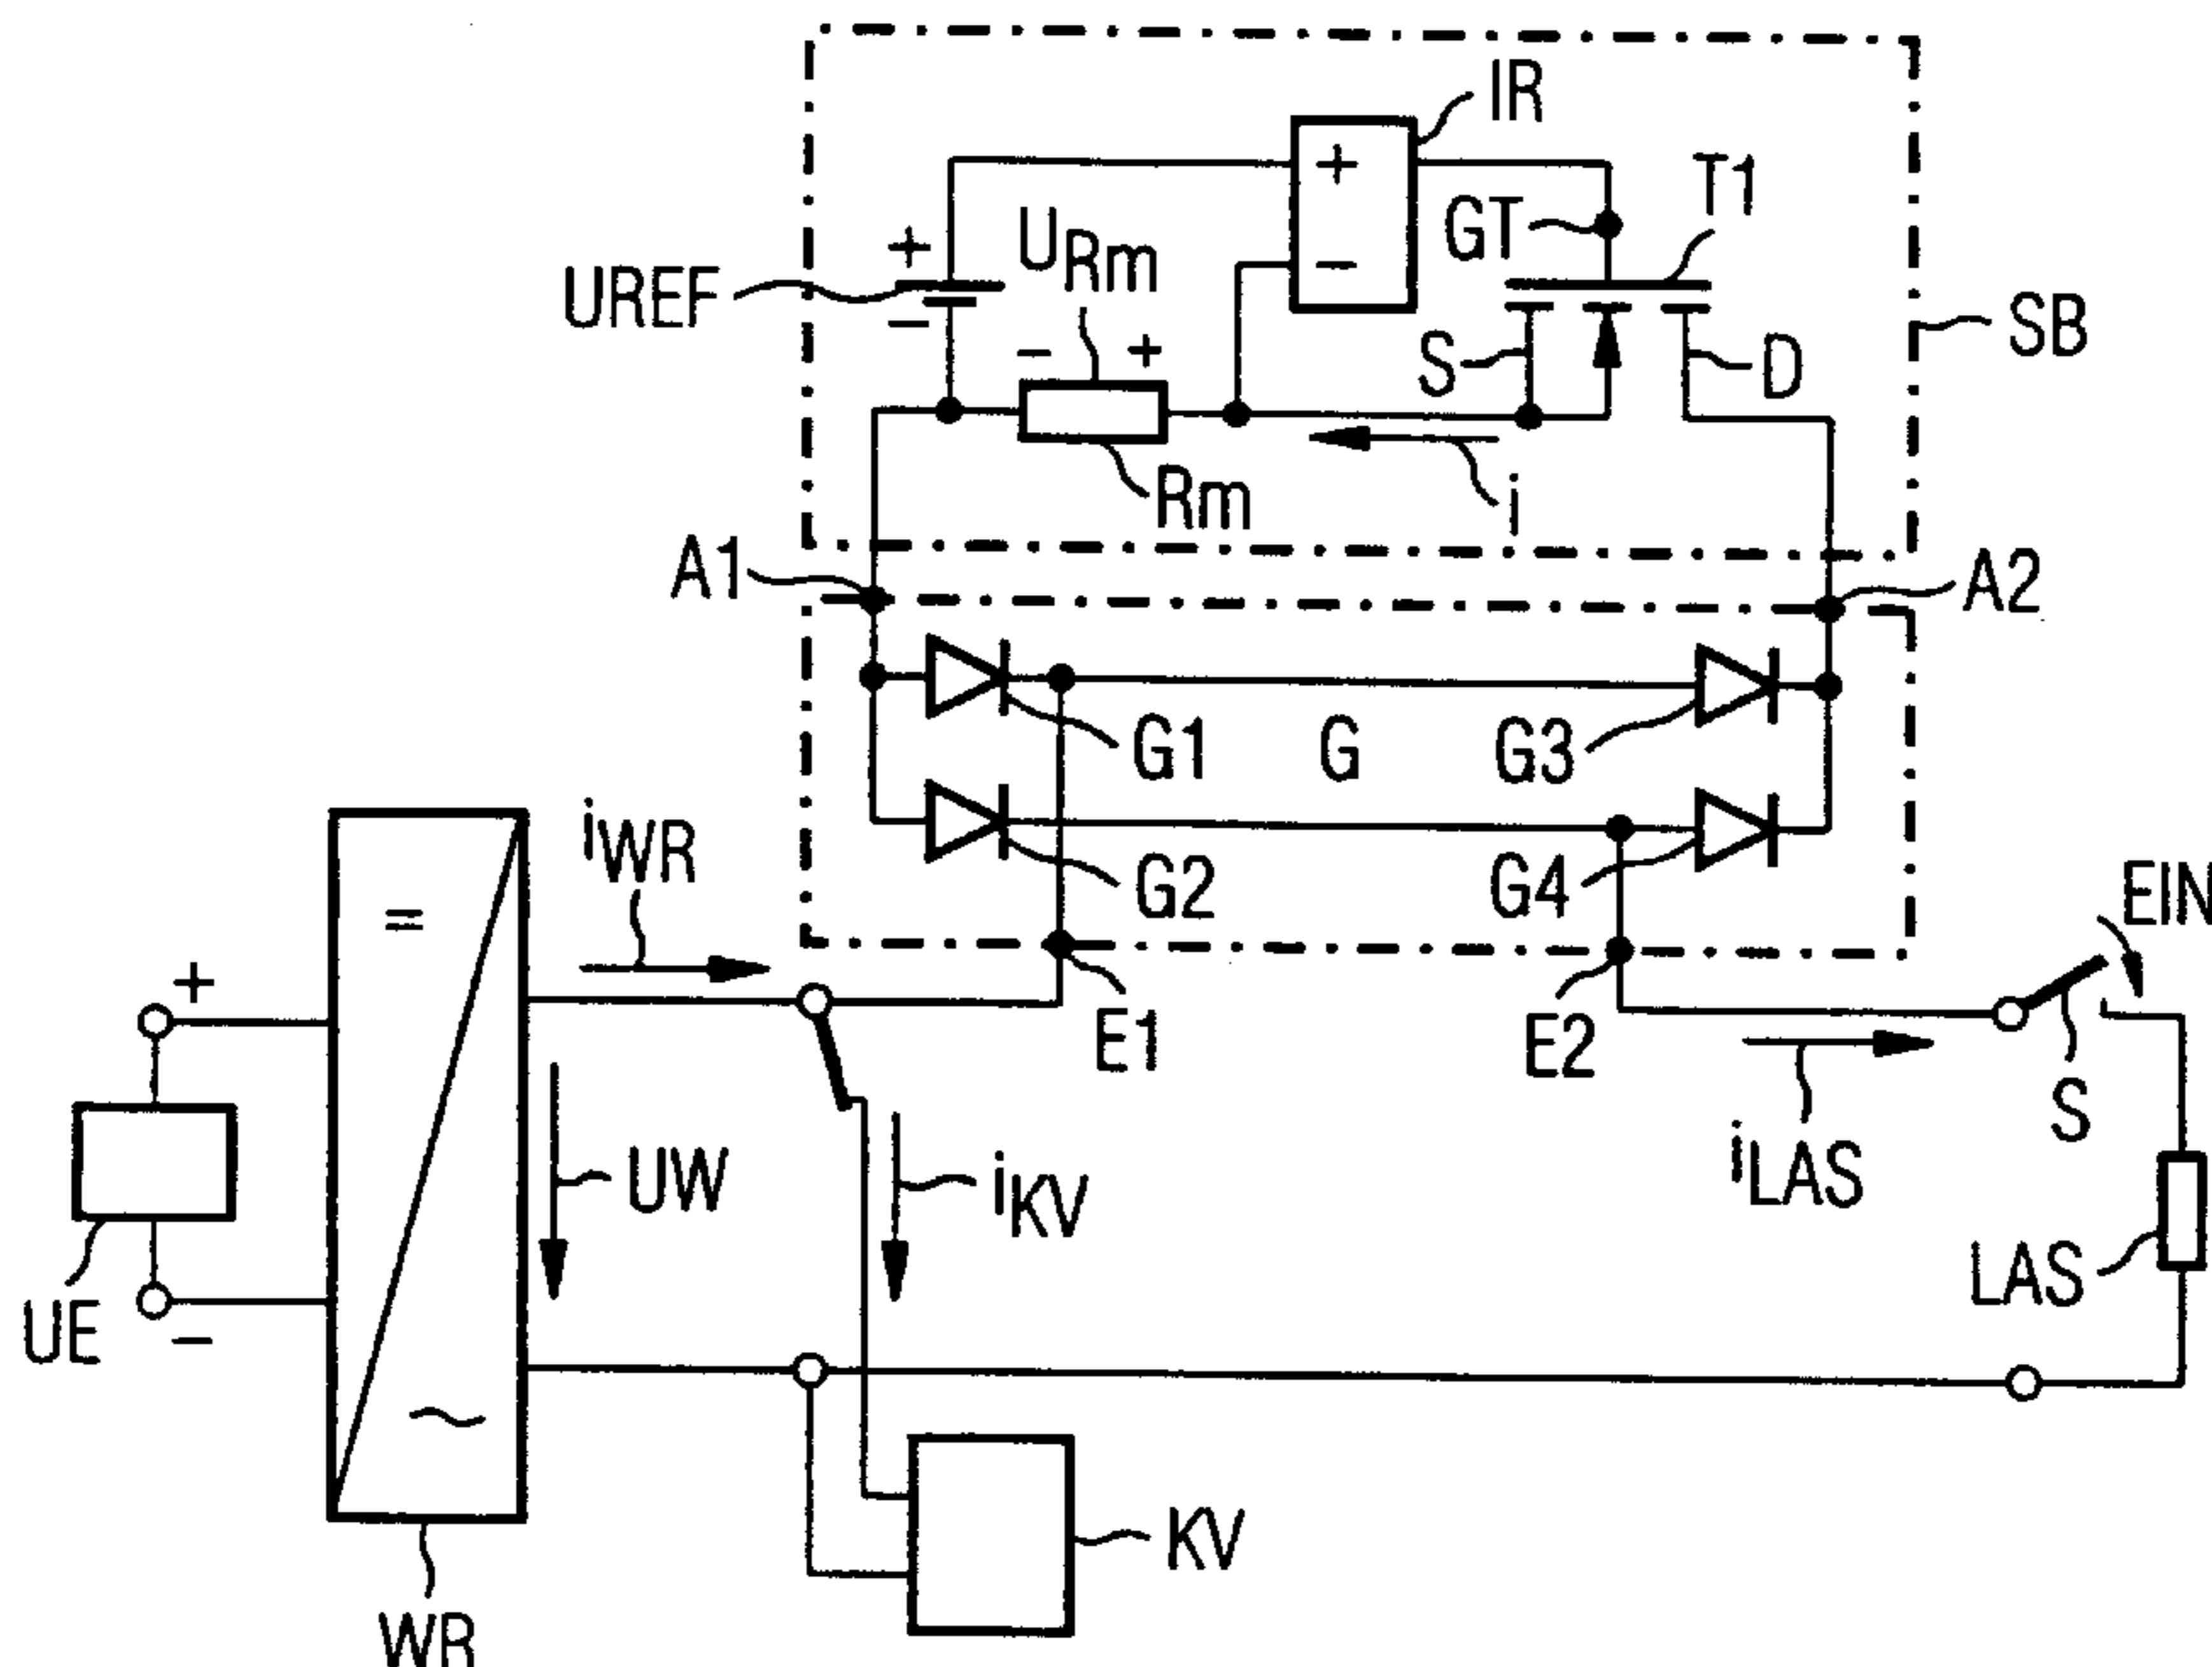 IR
+
T1
GT
+
URm
UREF
−
−
SB
−
+
S
D
Rm
i
A1
A2
G1
G
G3
iWR
G2
G4
EIN
=
+
E1
E2
S
UW
iKV
iLAS
LAS
UE
−
~
KV
WR